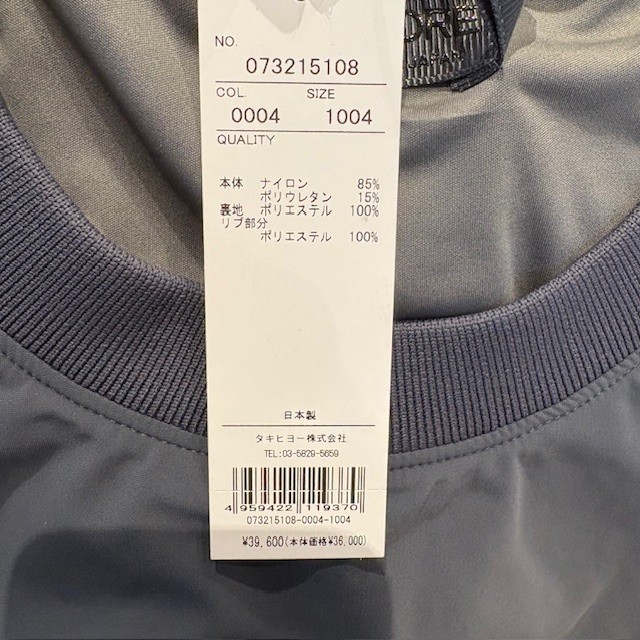 NO.
073215108
COL. SIZE
0004 1004
QUALITY
本体 ナイロン 85%
ポリウレタン 15%
裏地 ポリエステル 100%
リブ部分
ポリエステル 100%
日本製
タキヒヨー株式会社
TEL:03-5829-5659
4 959422 119370
073215108-0004-1004
¥39,600(本体価格¥36,000)
JAPAN